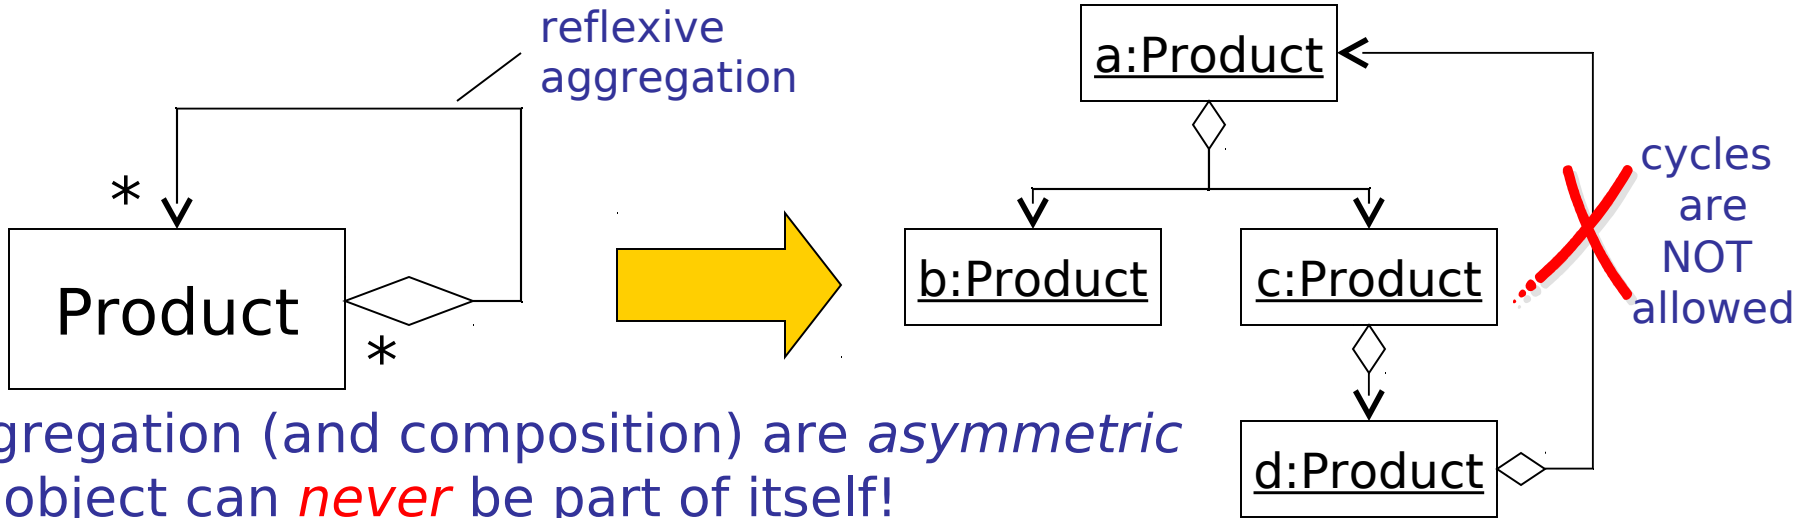 reflexive
aggregation
*
Product
*
a:Product
b:Product
c:Product
d:Product
cycles
are
NOT
allowed
gregation (and composition) are asymmetric
object can never be part of itself!